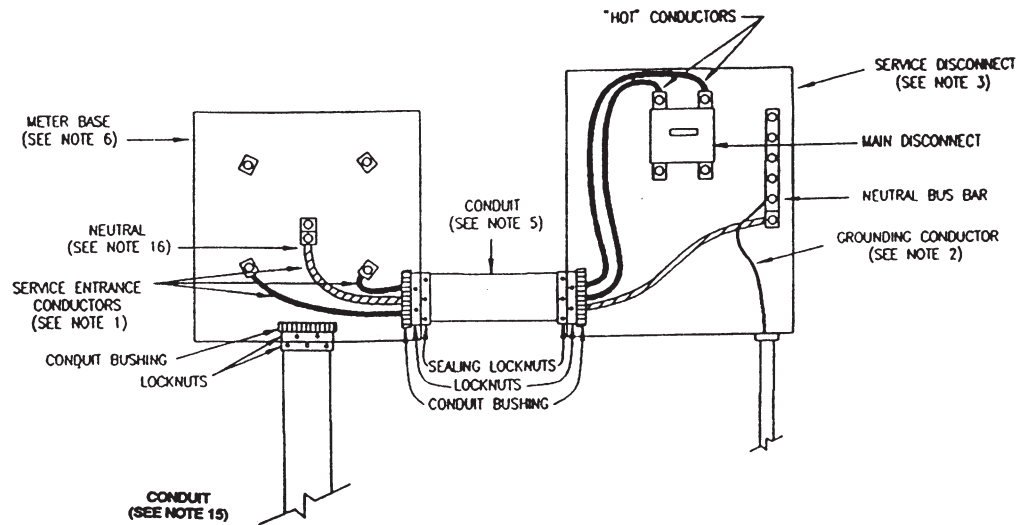 "HOT" CONDUCTORS
SERVICE DISCONNECT
(SEE NOTE 3)
METER BASE
(SEE NOTE 6)
MAIN DISCONNECT
CONDUIT
(SEE NOTE 5)
NEUTRAL BUS BAR
NEUTRAL
(SEE NOTE 16)
GROUNDING CONDUCTOR
(SEE NOTE 2)
SERVICE ENTRANCE
CONDUCTORS
(SEE NOTE 1)
CONDUIT BUSHING
LOCKNUTS
SEALING LOCKNUTS
LOCKNUTS
CONDUIT BUSHING
CONDUIT
(SEE NOTE 15)